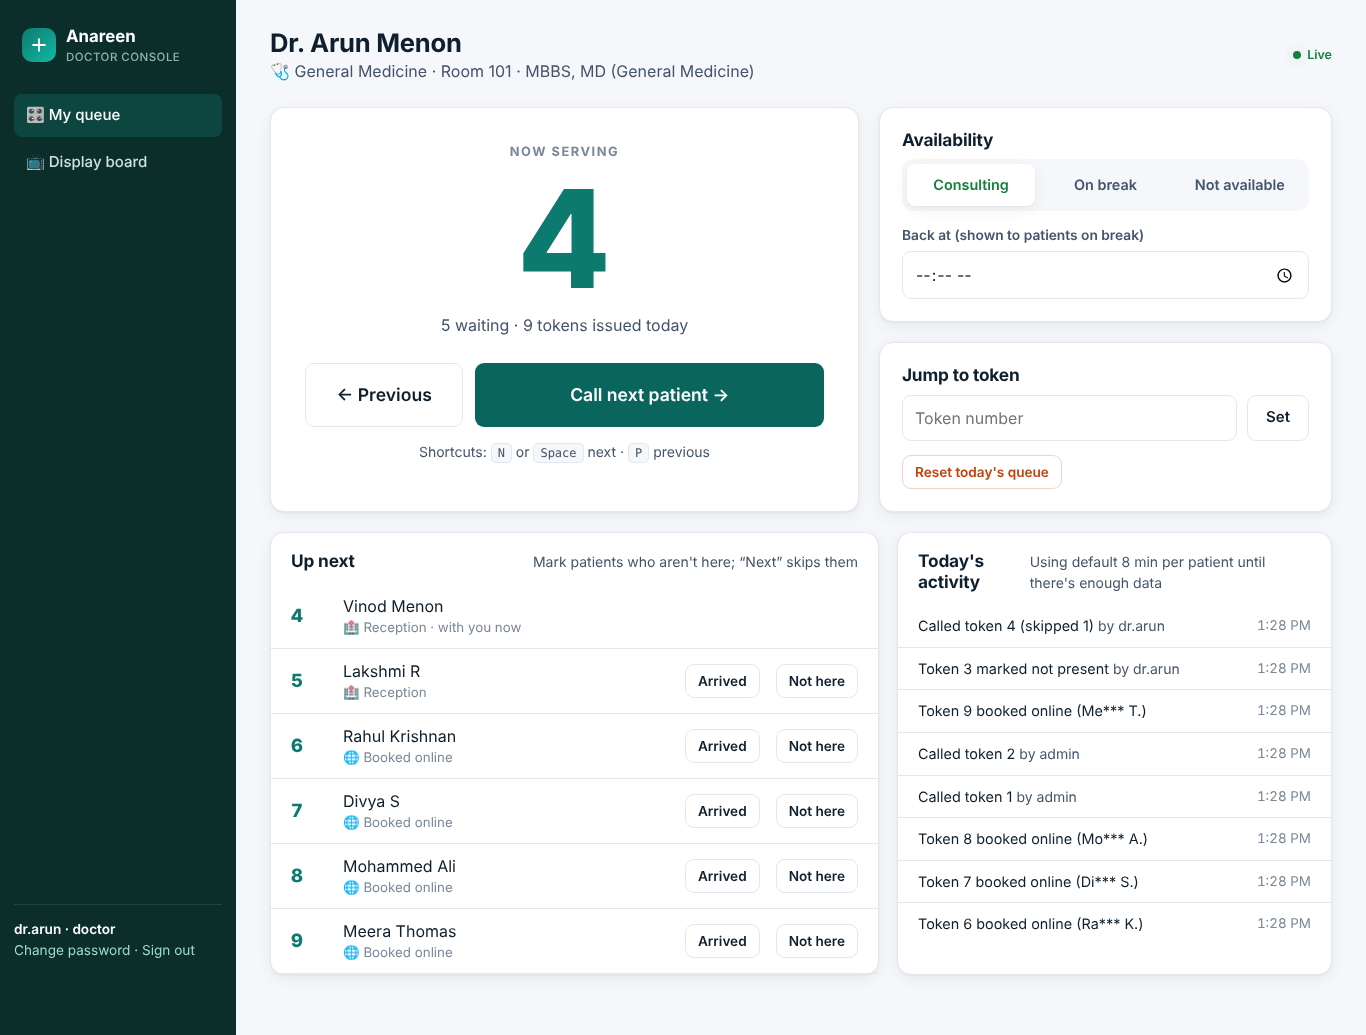 Anareen
DOCTOR CONSOLE
My queue
Display board
dr.arun · doctor
Change password · Sign out
Dr. Arun Menon
General Medicine · Room 101 · MBBS, MD (General Medicine)
Live
NOW SERVING
4
5 waiting · 9 tokens issued today
← Previous
Call next patient →
Shortcuts: N or Space next · P previous
Availability
Consulting
On break
Not available
Back at (shown to patients on break)
--:-- --
Jump to token
Token number
Set
Reset today's queue
Up next
Mark patients who aren't here; “Next” skips them
4
Vinod Menon
Reception · with you now
5
Lakshmi R
Reception
Arrived
Not here
6
Rahul Krishnan
Booked online
Arrived
Not here
7
Divya S
Booked online
Arrived
Not here
8
Mohammed Ali
Booked online
Arrived
Not here
9
Meera Thomas
Booked online
Arrived
Not here
Today's
activity
Using default 8 min per patient until
there's enough data
Called token 4 (skipped 1) by dr.arun 1:28 PM
Token 3 marked not present by dr.arun 1:28 PM
Token 9 booked online (Me*** T.) 1:28 PM
Called token 2 by admin 1:28 PM
Called token 1 by admin 1:28 PM
Token 8 booked online (Mo*** A.) 1:28 PM
Token 7 booked online (Di*** S.) 1:28 PM
Token 6 booked online (Ra*** K.) 1:28 PM